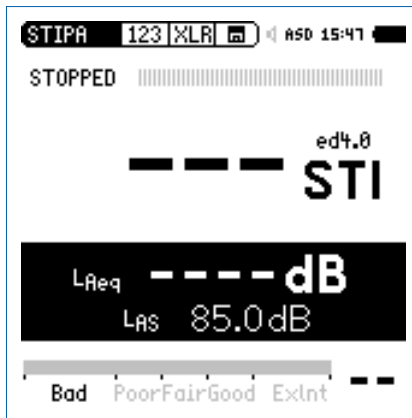 STIPA 123 XLR ASD 15:47
STOPPED
ed4.0
--- STI
LAeq ----dB
LAS 85.0dB
Bad Poor Fair Good Exlnt --